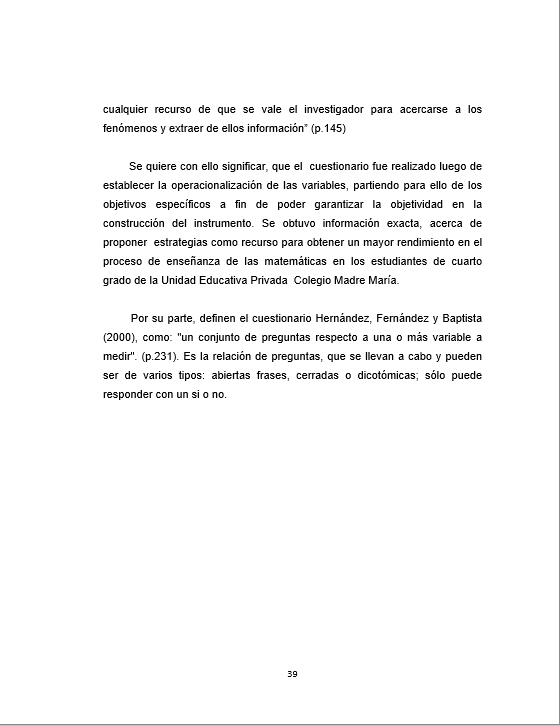 cualquier recurso de que se vale el investigador para acercarse a los
fenómenos y extraer de ellos información" (p.145)
Se quiere con ello significar, que el cuestionario fue realizado luego de
establecer la operacionalización de las variables, partiendo para ello de los
objetivos específicos a fin de poder garantizar la objetividad en la
construcción del instrumento. Se obtuvo información exacta, acerca de
proponer estrategias como recurso para obtener un mayor rendimiento en el
proceso de enseñanza de las matemáticas en los estudiantes de cuarto
grado de la Unidad Educativa Privada Colegio Madre María.
Por su parte, definen el cuestionario Hernández, Fernández y Baptista
(2000), como: "un conjunto de preguntas respecto a una o más variable a
medir". (p.231). Es la relación de preguntas, que se llevan a cabo y pueden
ser de varios tipos: abiertas frases, cerradas o dicotómicas; sólo puede
responder con un si o no.
39